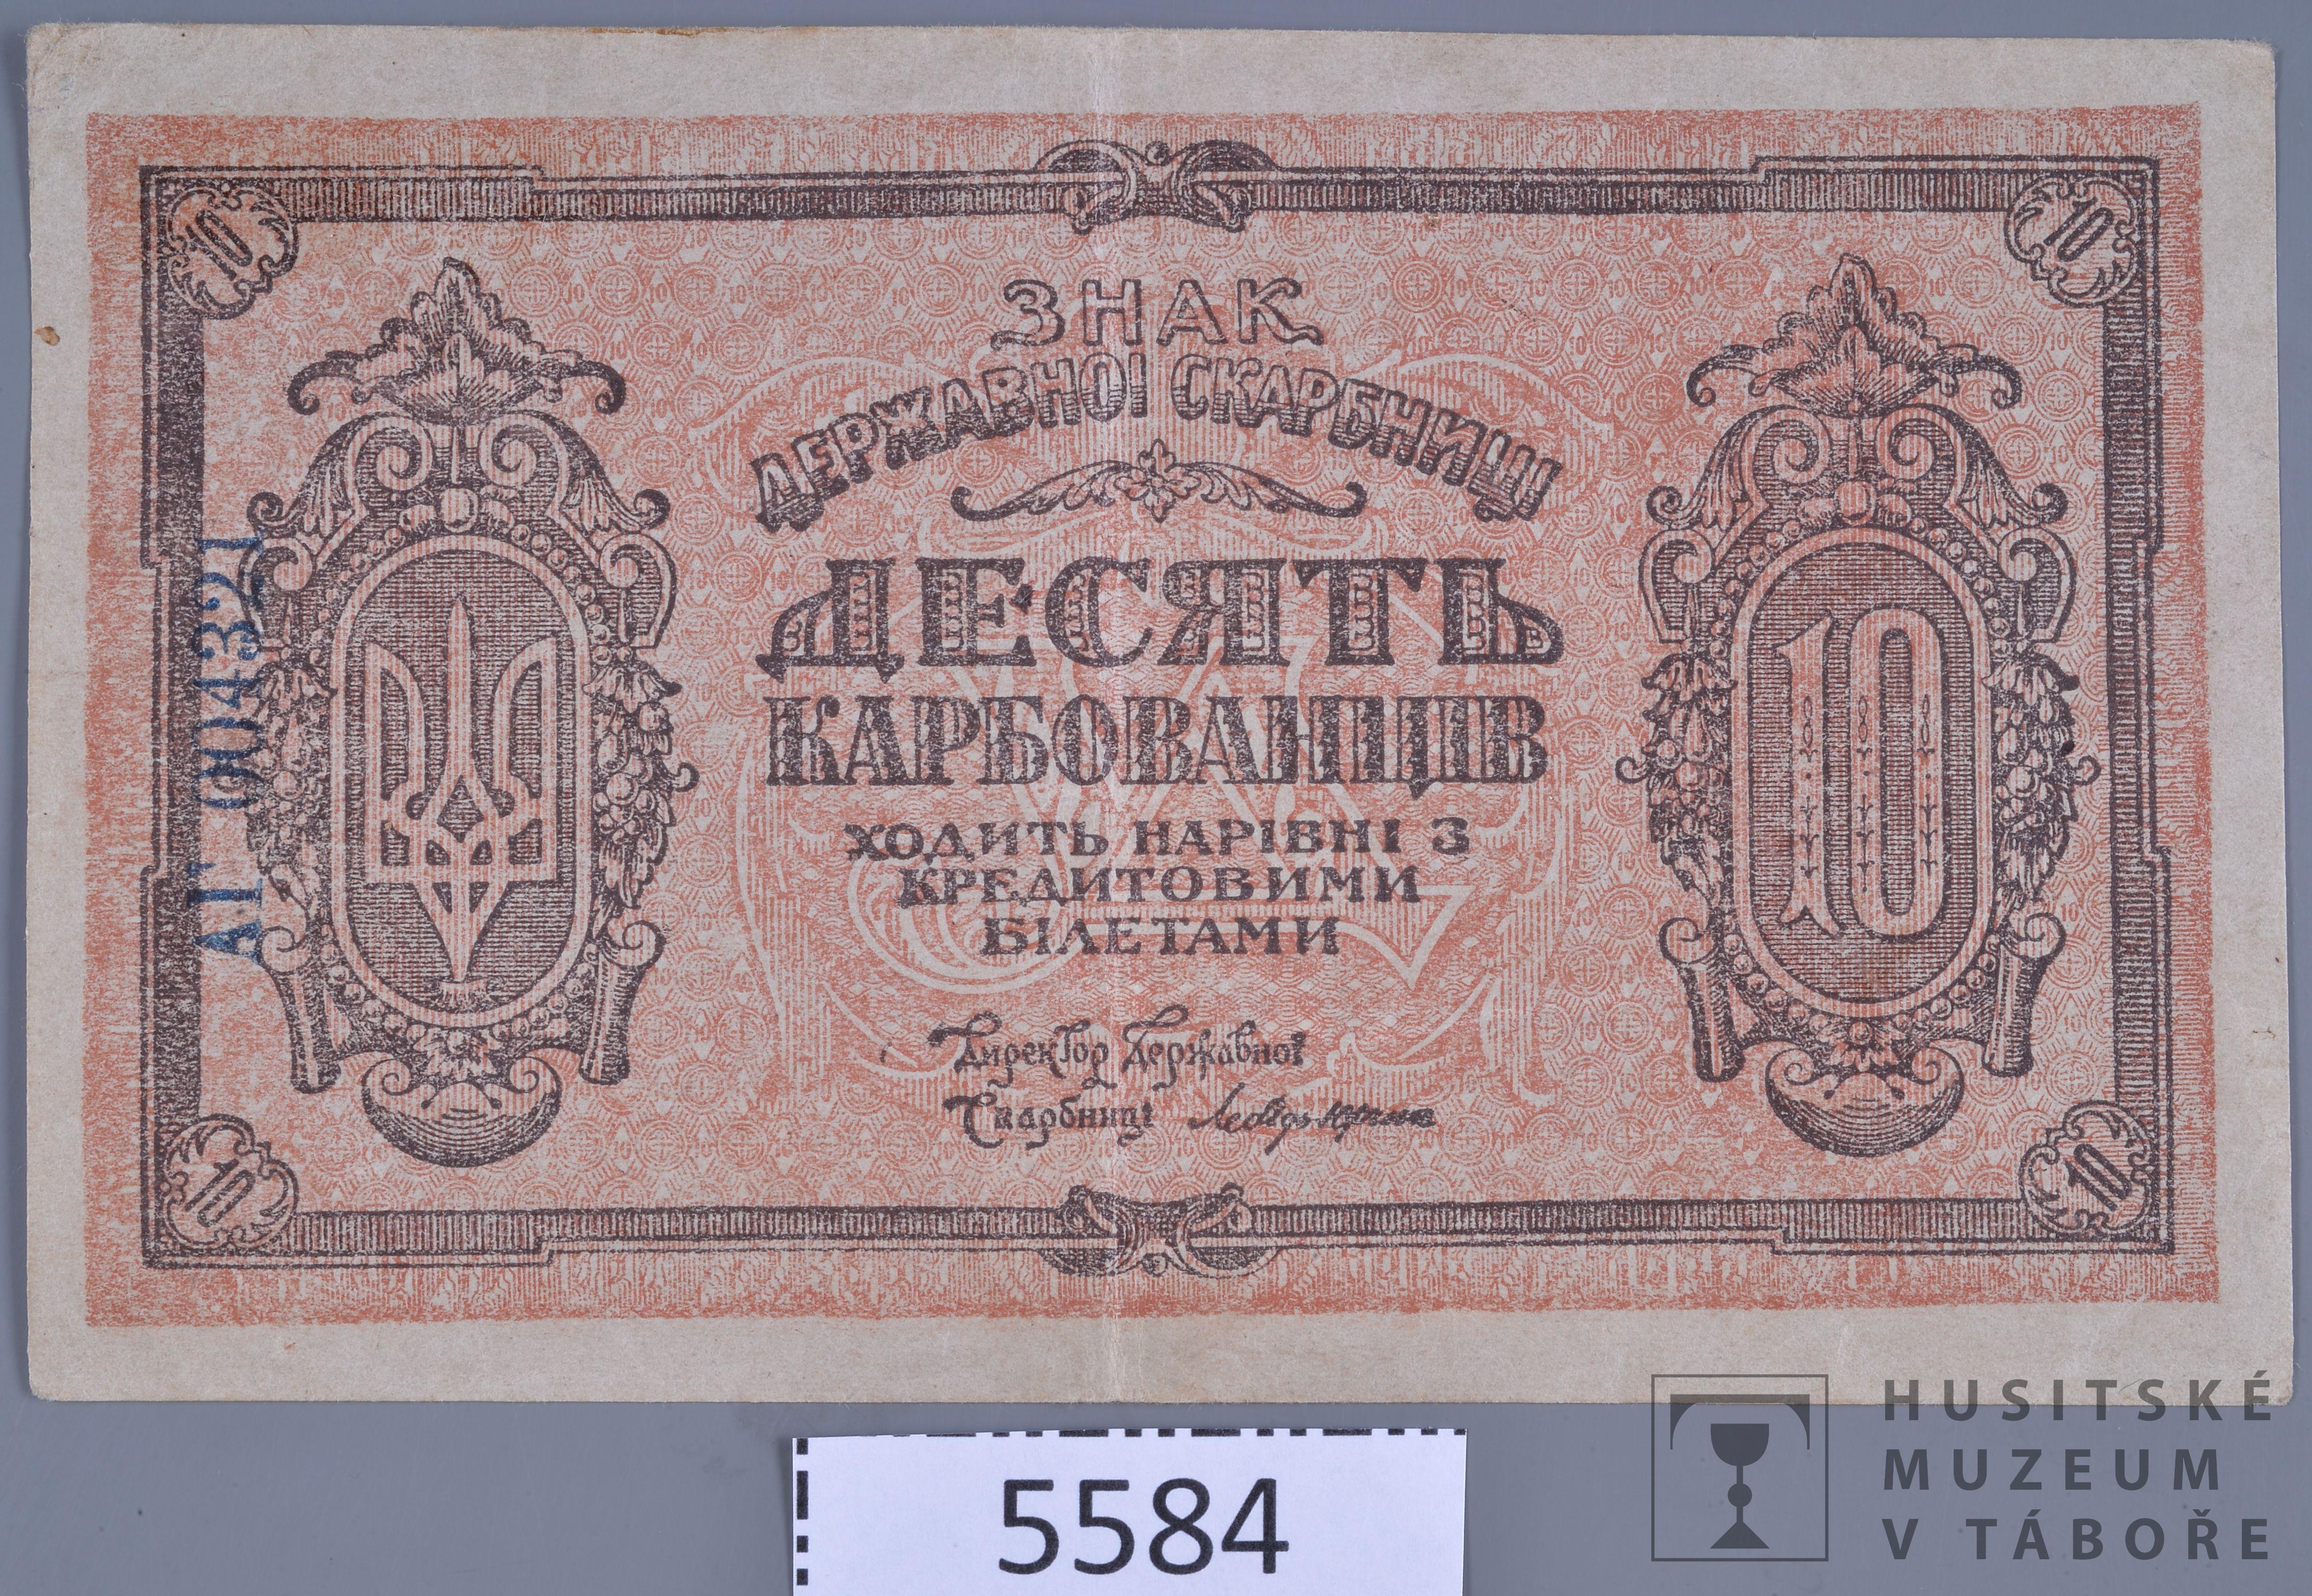 10
10
ЗНАК
ДЕРЖАВНОЇ СКАРБНИЦІ
ДЕСЯТЬ
КАРБОВАНЦІВ
ХОДИТЬ НАРІВНІ З
КРЕДИТОВИМИ
БІЛЕТАМИ
10
АГ 004321
Директор Державної
Скарбниці
10
10
5584
HUSITSKÉ
MUZEUM
V TÁBOŘE